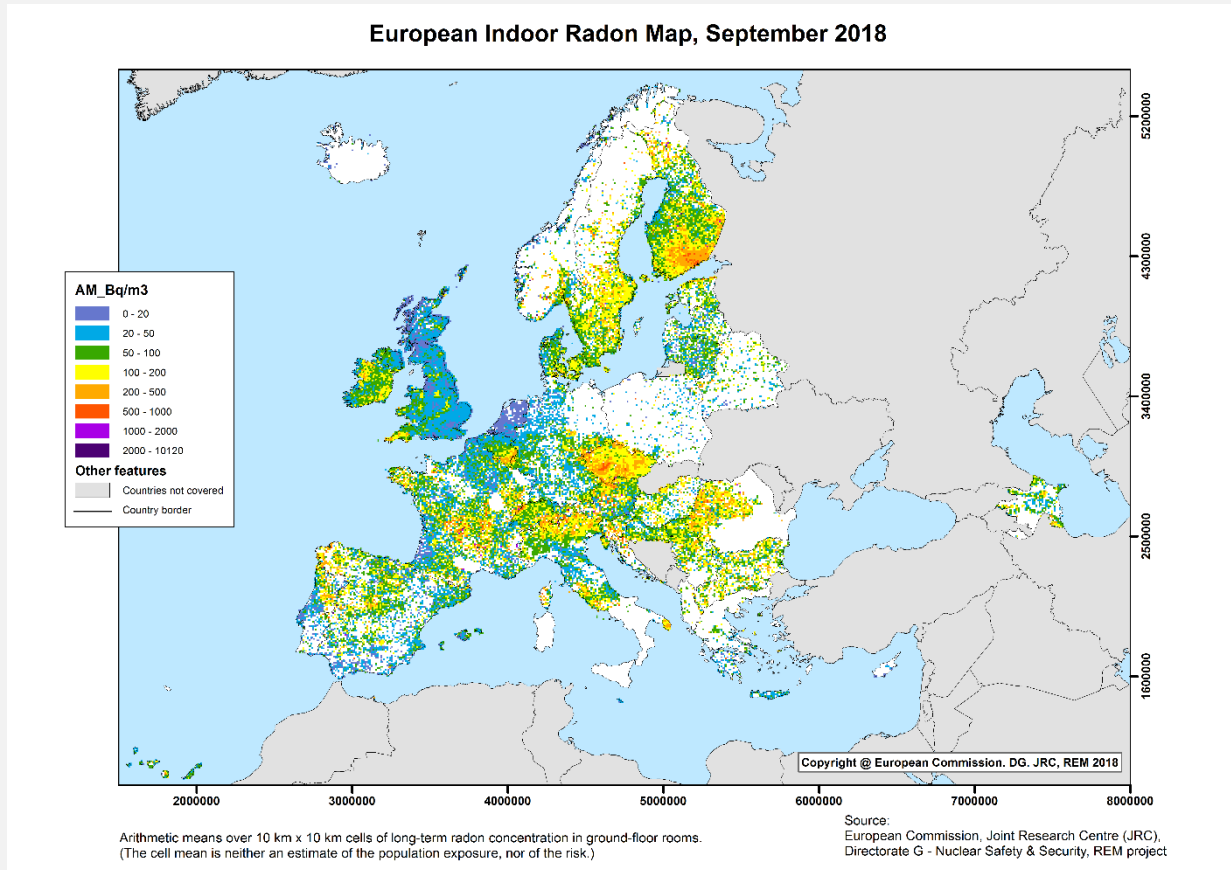 European Indoor Radon Map, September 2018
AM_Bq/m3
0 - 20
20 - 50
50 - 100
100 - 200
200 - 500
500 - 1000
1000 - 2000
2000 - 10120
Other features
Countries not covered
Country border
5200000
4300000
3400000
2500000
1600000
Copyright @ European Commission. DG. JRC, REM 2018
2000000 3000000 4000000 5000000 6000000 7000000 8000000
Arithmetic means over 10 km x 10 km cells of long-term radon concentration in ground-floor rooms.
(The cell mean is neither an estimate of the population exposure, nor of the risk.)
Source:
European Commission, Joint Research Centre (JRC),
Directorate G - Nuclear Safety & Security, REM project